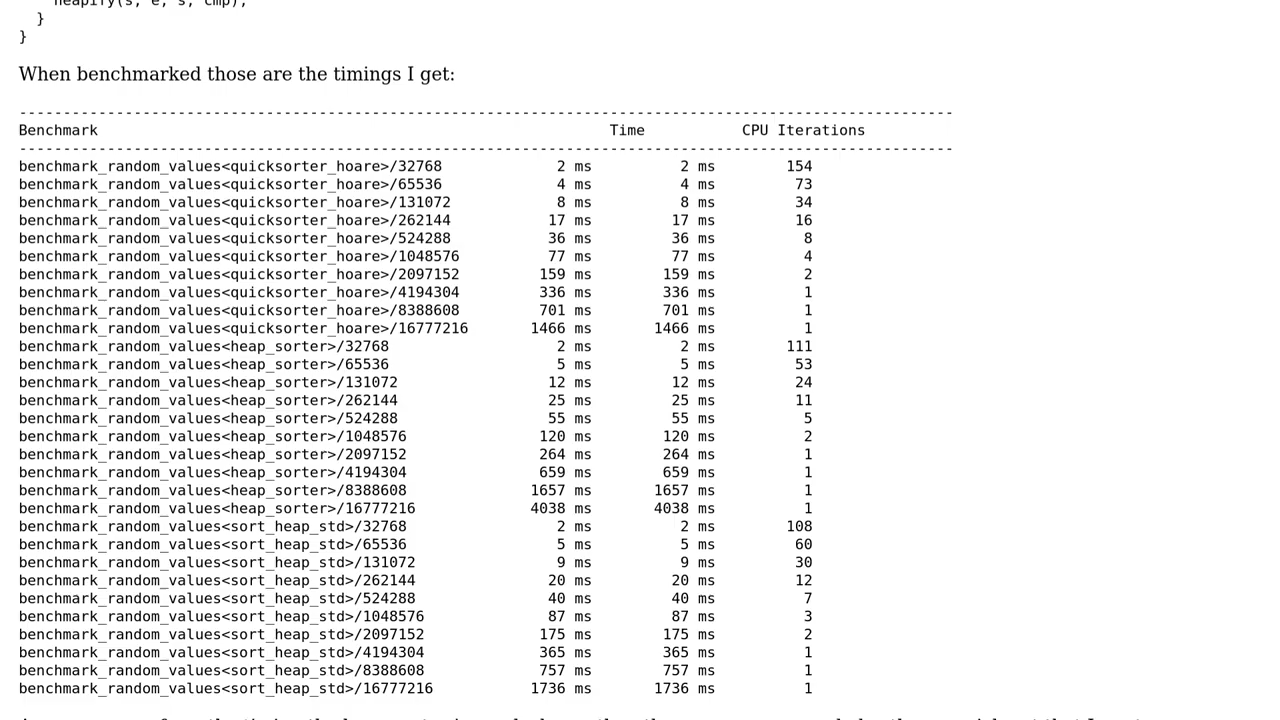 heapify(s, e, s, cmp);
  }
}
When benchmarked those are the timings I get:
----------------------------------------------------------------------------------------------------------
Benchmark                                                          Time           CPU Iterations
----------------------------------------------------------------------------------------------------------
benchmark_random_values<quicksorter_hoare>/32768             2 ms          2 ms        154
benchmark_random_values<quicksorter_hoare>/65536             4 ms          4 ms         73
benchmark_random_values<quicksorter_hoare>/131072            8 ms          8 ms         34
benchmark_random_values<quicksorter_hoare>/262144           17 ms         17 ms         16
benchmark_random_values<quicksorter_hoare>/524288           36 ms         36 ms          8
benchmark_random_values<quicksorter_hoare>/1048576          77 ms         77 ms          4
benchmark_random_values<quicksorter_hoare>/2097152         159 ms        159 ms          2
benchmark_random_values<quicksorter_hoare>/4194304         336 ms        336 ms          1
benchmark_random_values<quicksorter_hoare>/8388608         701 ms        701 ms          1
benchmark_random_values<quicksorter_hoare>/16777216       1466 ms       1466 ms          1
benchmark_random_values<heap_sorter>/32768                   2 ms          2 ms        111
benchmark_random_values<heap_sorter>/65536                   5 ms          5 ms         53
benchmark_random_values<heap_sorter>/131072                 12 ms         12 ms         24
benchmark_random_values<heap_sorter>/262144                 25 ms         25 ms         11
benchmark_random_values<heap_sorter>/524288                 55 ms         55 ms          5
benchmark_random_values<heap_sorter>/1048576               120 ms        120 ms          2
benchmark_random_values<heap_sorter>/2097152               264 ms        264 ms          1
benchmark_random_values<heap_sorter>/4194304               659 ms        659 ms          1
benchmark_random_values<heap_sorter>/8388608              1657 ms       1657 ms          1
benchmark_random_values<heap_sorter>/16777216             4038 ms       4038 ms          1
benchmark_random_values<sort_heap_std>/32768                 2 ms          2 ms        108
benchmark_random_values<sort_heap_std>/65536                 5 ms          5 ms         60
benchmark_random_values<sort_heap_std>/131072                9 ms          9 ms         30
benchmark_random_values<sort_heap_std>/262144               20 ms         20 ms         12
benchmark_random_values<sort_heap_std>/524288               40 ms         40 ms          7
benchmark_random_values<sort_heap_std>/1048576              87 ms         87 ms          3
benchmark_random_values<sort_heap_std>/2097152             175 ms        175 ms          2
benchmark_random_values<sort_heap_std>/4194304             365 ms        365 ms          1
benchmark_random_values<sort_heap_std>/8388608             757 ms        757 ms          1
benchmark_random_values<sort_heap_std>/16777216           1736 ms       1736 ms          1